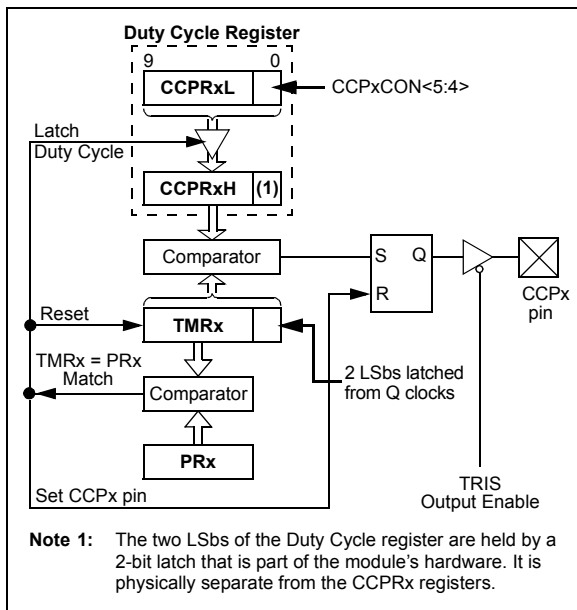 Duty Cycle Register
9 0
CCPRxL
CCPxCON<5:4>
Latch
Duty Cycle
CCPRxH (1)
Comparator
S Q
R
CCPx
pin
Reset
TMRx
TMRx = PRx
Match
2 LSbs latched
from Q clocks
Comparator
PRx
Set CCPx pin
TRIS
Output Enable
Note 1: The two LSbs of the Duty Cycle register are held by a
2-bit latch that is part of the module's hardware. It is
physically separate from the CCPRx registers.